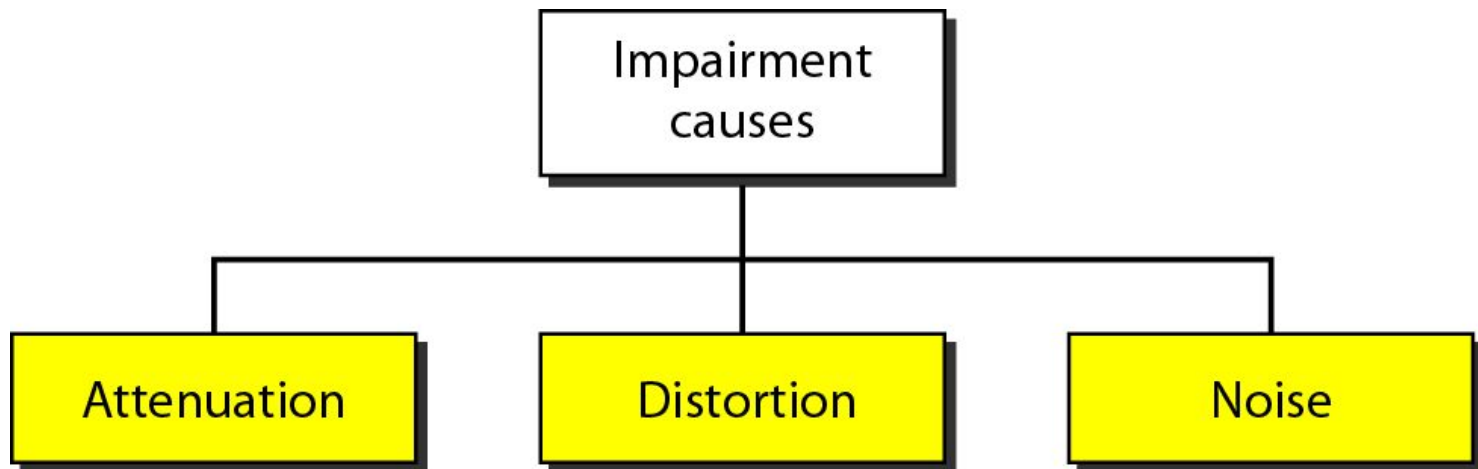 Impairment
causes
Attenuation
Distortion
Noise